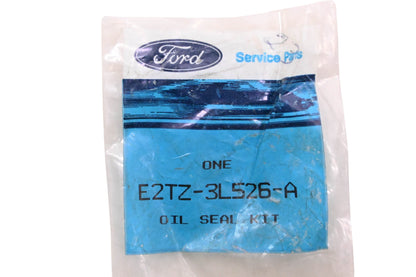 Ford
Service Parts
ONE
E2TZ-3L526-A
OIL SEAL KIT